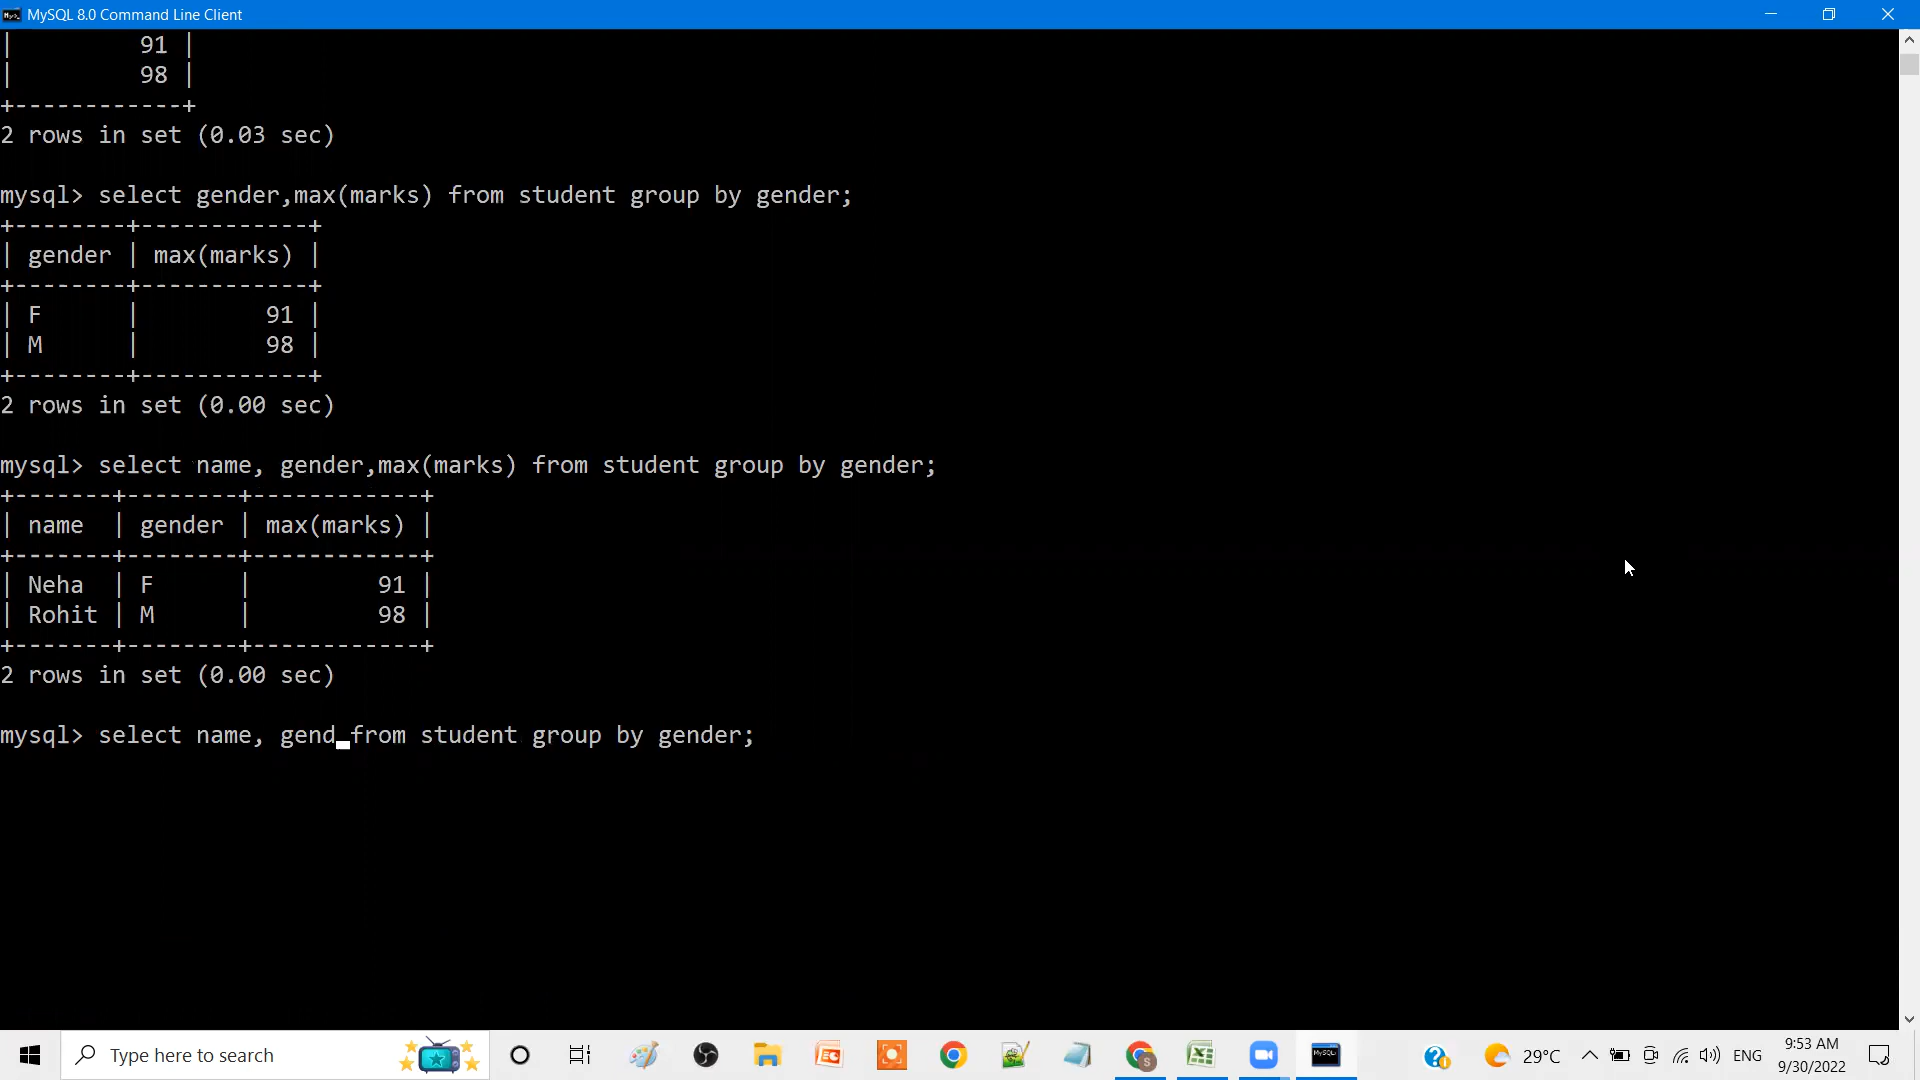 MySQL 8.0 Command Line Client
| 91 |
| 98 |
+------------+
2 rows in set (0.03 sec)
mysql> select gender,max(marks) from student group by gender;
+--------+------------+
| gender | max(marks) |
+--------+------------+
| F | 91 |
| M | 98 |
+--------+------------+
2 rows in set (0.00 sec)
mysql> select name, gender,max(marks) from student group by gender;
+-------+--------+------------+
| name | gender | max(marks) |
+-------+--------+------------+
| Neha | F | 91 |
| Rohit | M | 98 |
+-------+--------+------------+
2 rows in set (0.00 sec)
mysql> select name, gend_from student group by gender;
Type here to search
29°C
ENG
9:53 AM
9/30/2022